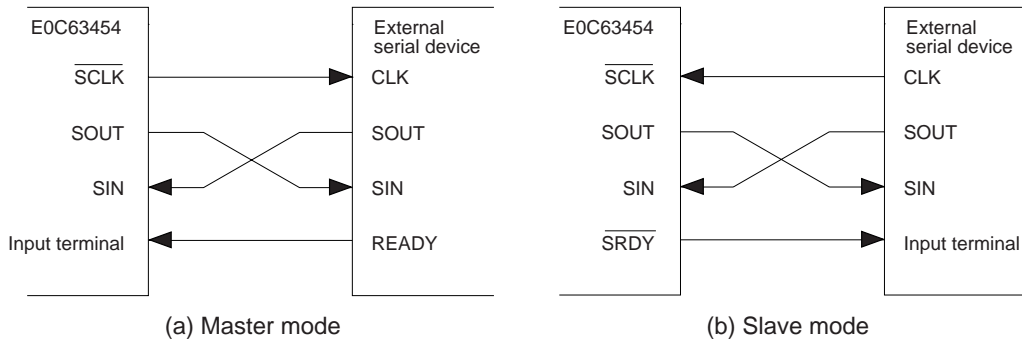 E0C63454
SCLK
SOUT
SIN
Input terminal
External
serial device
CLK
SOUT
SIN
READY
(a) Master mode
E0C63454
SCLK
SOUT
SIN
SRDY
External
serial device
CLK
SOUT
SIN
Input terminal
(b) Slave mode